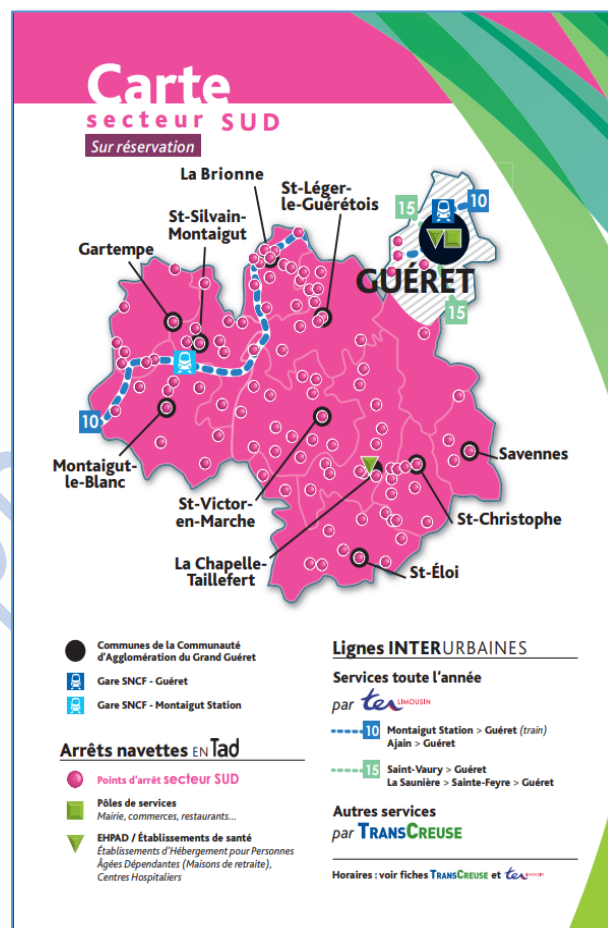 Carte
secteur SUD
Sur réservation
La Brionne
St-Léger-
le-Guérétois
St-Silvain-
Montaigut
Gartempe
15
10
GUÉRET
15
10
Montaigut-
le-Blanc
Savennes
St-Victor-
en-Marche
St-Christophe
La Chapelle-
Taillefert
St-Éloi
Communes de la Communauté
d'Agglomération du Grand Guéret
Gare SNCF - Guéret
Gare SNCF - Montaigut Station
Arrêts navettes EN Tad
Points d'arrêt secteur SUD
Pôles de services
Mairie, commerces, restaurants...
EHPAD / Établissements de santé
Établissements d'Hébergement pour Personnes
Âgées Dépendantes (Maisons de retraite),
Centres Hospitaliers
Lignes INTERURBAINES
Services toute l'année
par ter LIMOUSIN
10 Montaigut Station > Guéret (train)
Ajain > Guéret
15 Saint-Vaury > Guéret
La Saunière > Sainte-Feyre > Guéret
Autres services
par TRANSCREUSE
Horaires : voir fiches TRANSCREUSE et ter LIMOUSIN